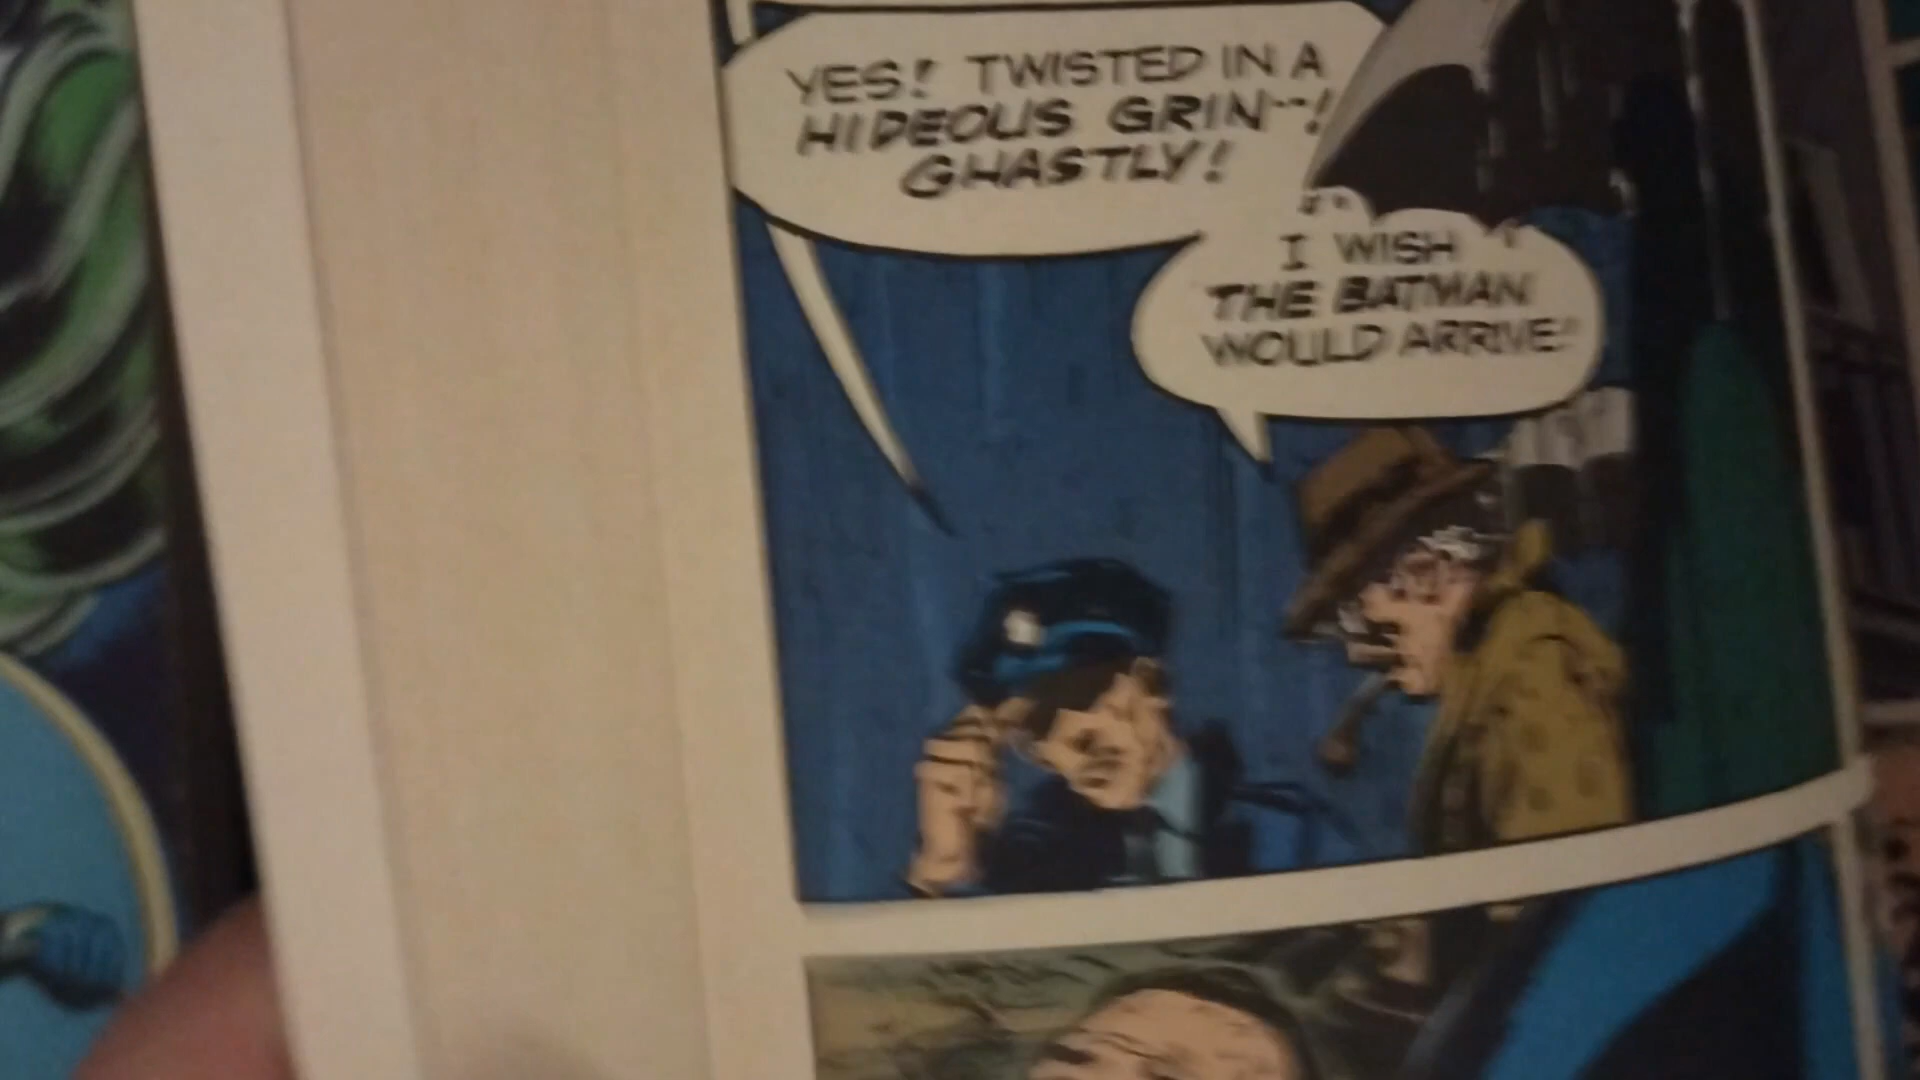 YES! TWISTED IN A
HIDEOUS GRIN--!
GHASTLY!
I WISH
THE BATMAN
WOULD ARRIVE!